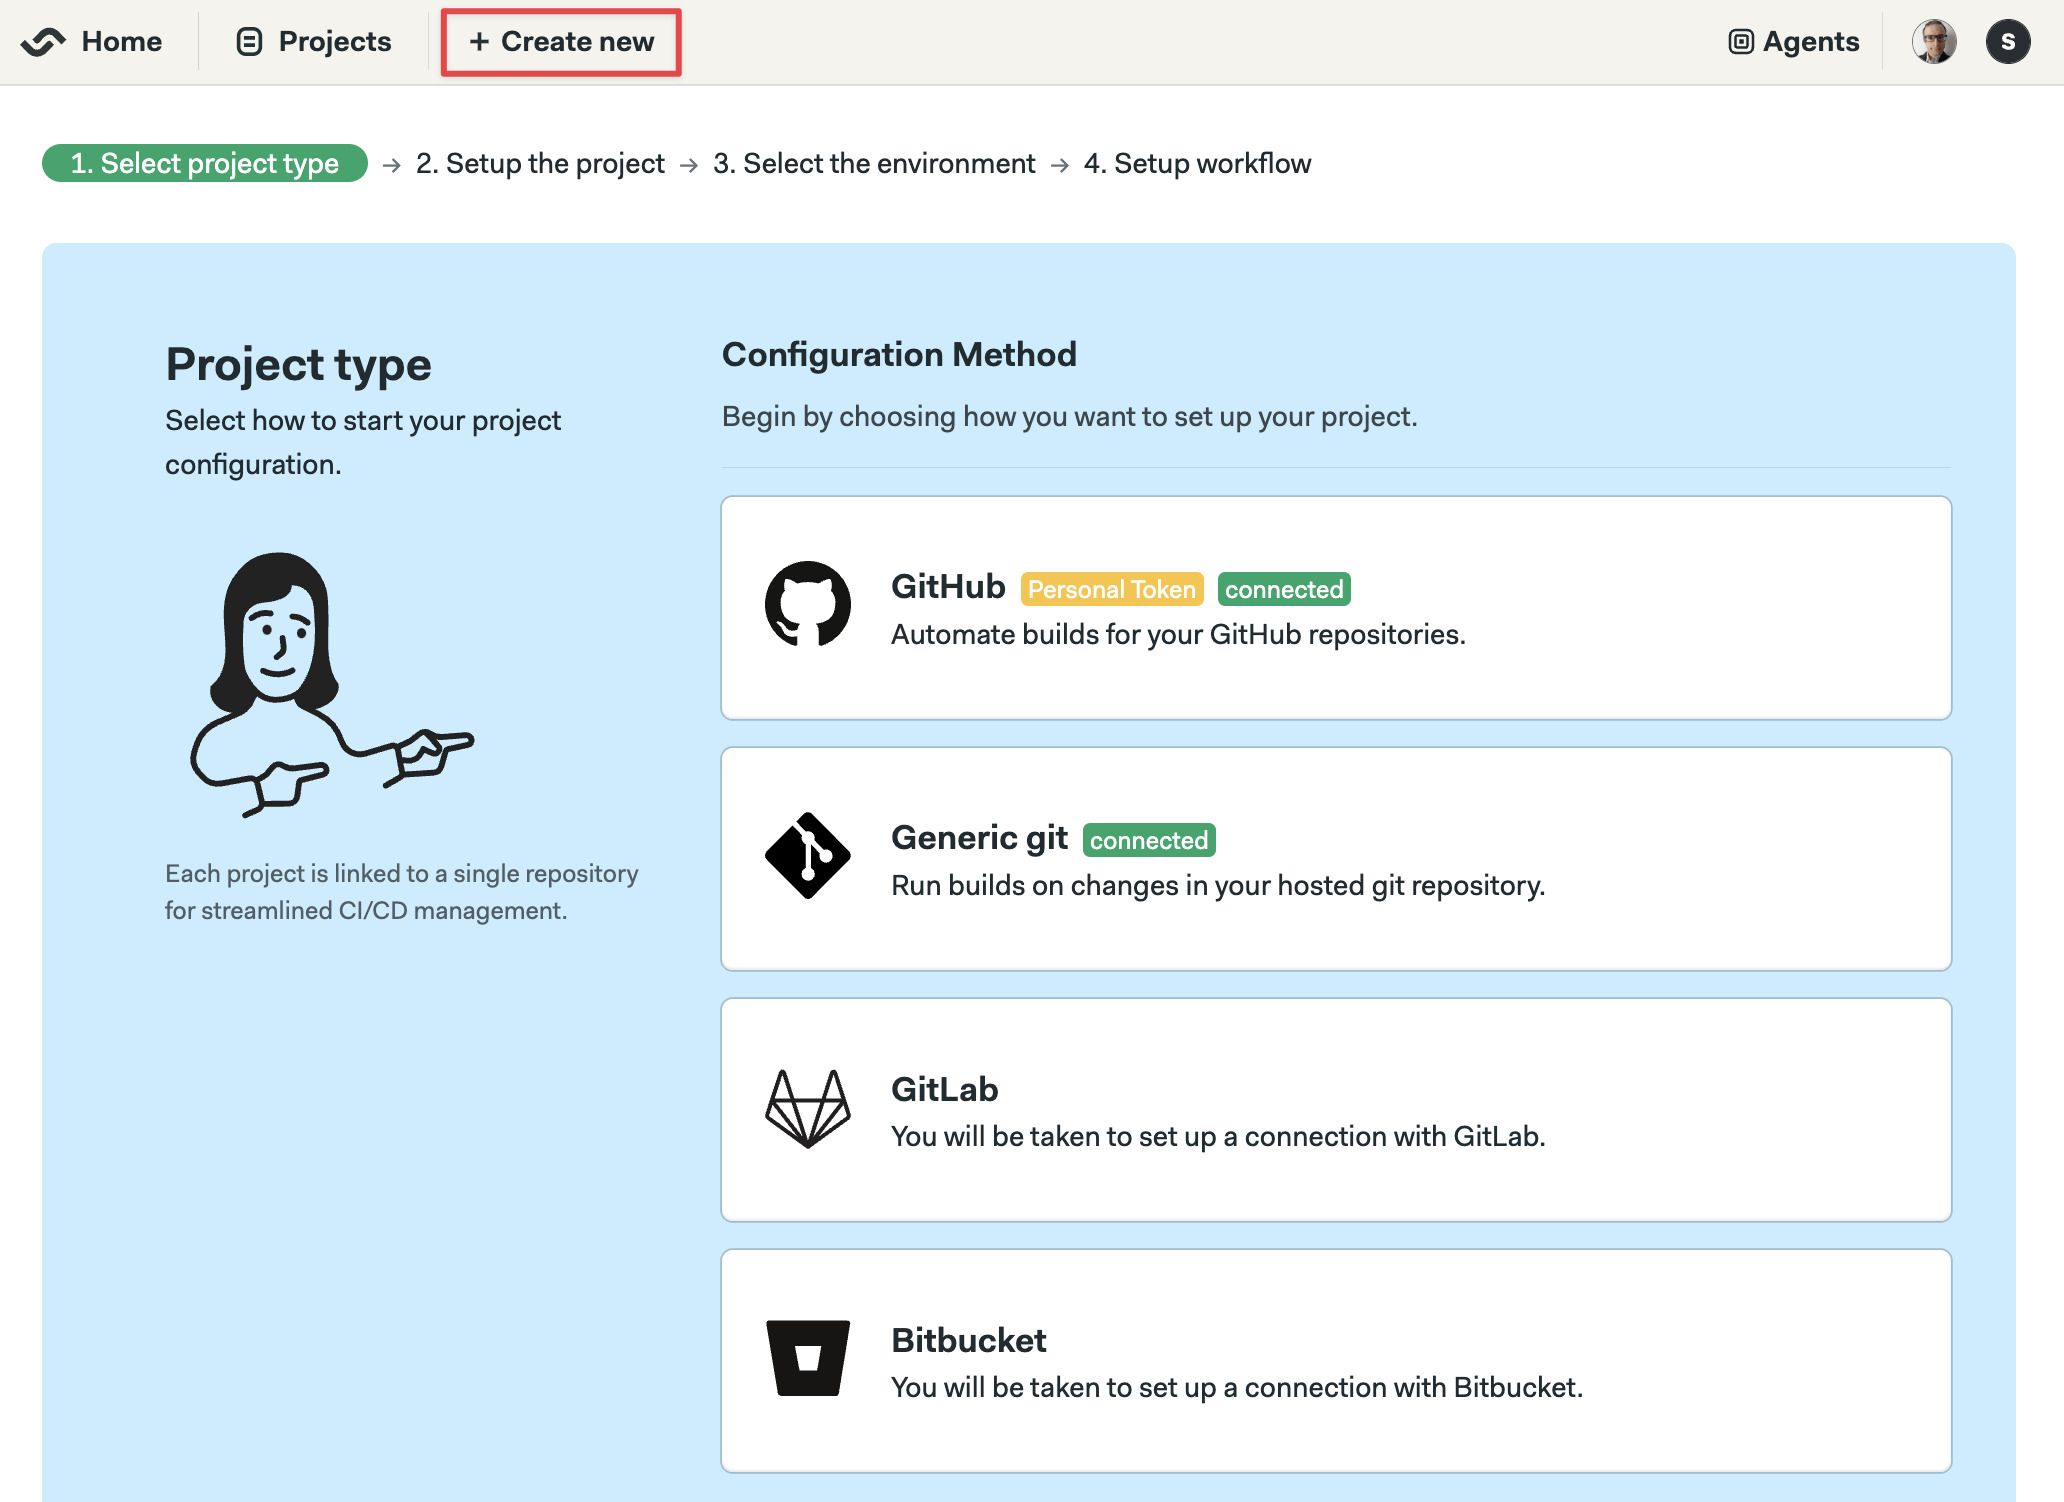 Home
Projects
+ Create new
Agents
S
1. Select project type → 2. Setup the project → 3. Select the environment → 4. Setup workflow
Project type
Select how to start your project
configuration.
Each project is linked to a single repository
for streamlined CI/CD management.
Configuration Method
Begin by choosing how you want to set up your project.
GitHub Personal Token connected
Automate builds for your GitHub repositories.
Generic git connected
Run builds on changes in your hosted git repository.
GitLab
You will be taken to set up a connection with GitLab.
Bitbucket
You will be taken to set up a connection with Bitbucket.